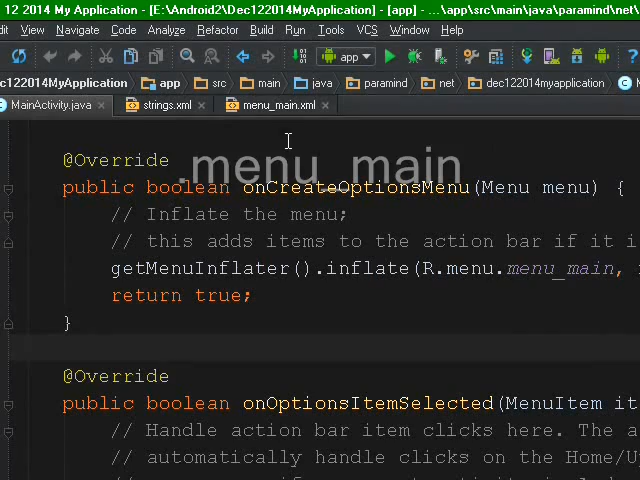 12 2014 My Application - [E:\Android2\Dec122014MyApplication] - [app] - ...\app\src\main\java\paramind\net\
View Navigate Code Analyze Refactor Build Run Tools VCS Window Help
app
c122014MyApplication app src main java paramind net dec122014myapplication
MainActivity.java strings.xml menu_main.xml
@Override
.menu_main
public boolean onCreateOptionsMenu(Menu menu) {
// Inflate the menu;
// this adds items to the action bar if it i
getMenuInflater().inflate(R.menu.menu_main,
return true;
}
@Override
public boolean onOptionsItemSelected(MenuItem it
// Handle action bar item clicks here. The a
// automatically handle clicks on the Home/U